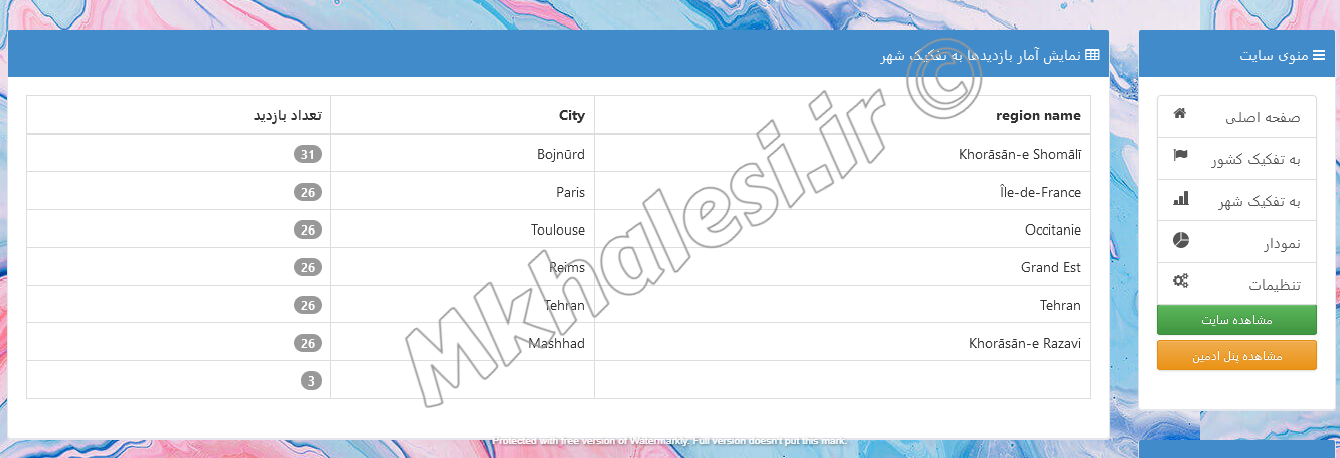 منوی سایت
صفحه اصلی
به تفکیک کشور
به تفکیک شهر
نمودار
تنظیمات
مشاهده سایت
مشاهده پنل ادمین
نمایش آمار بازدیدها به تفکیک شهر
region name City تعداد بازدید
Khorāsān-e Shomālī Bojnūrd 31
Île-de-France Paris 26
Occitanie Toulouse 26
Grand Est Reims 26
Tehran Tehran 26
Khorāsān-e Razavi Mashhad 26
3
Mkhalesi.ir ©
Protected with free version of Watermarkly. Full version doesn't put this mark.